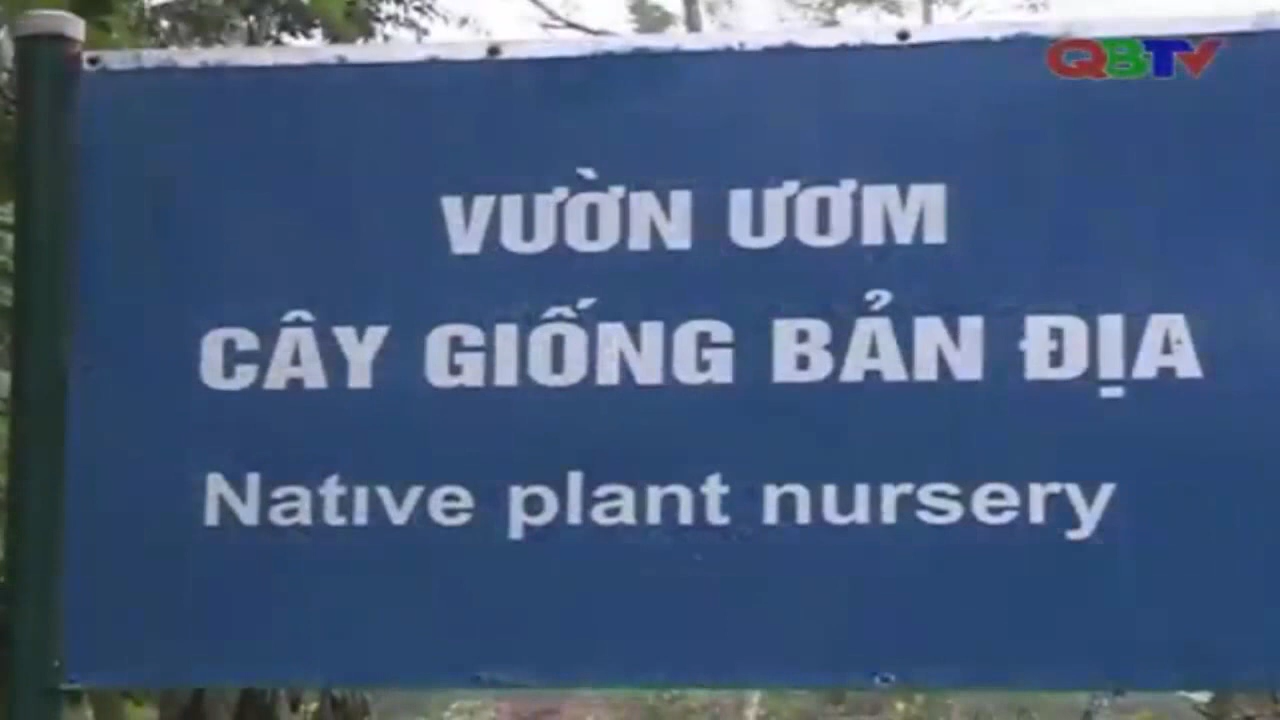 QBTV
VƯỜN ƯƠM
CÂY GIỐNG BẢN ĐỊA
Native plant nursery